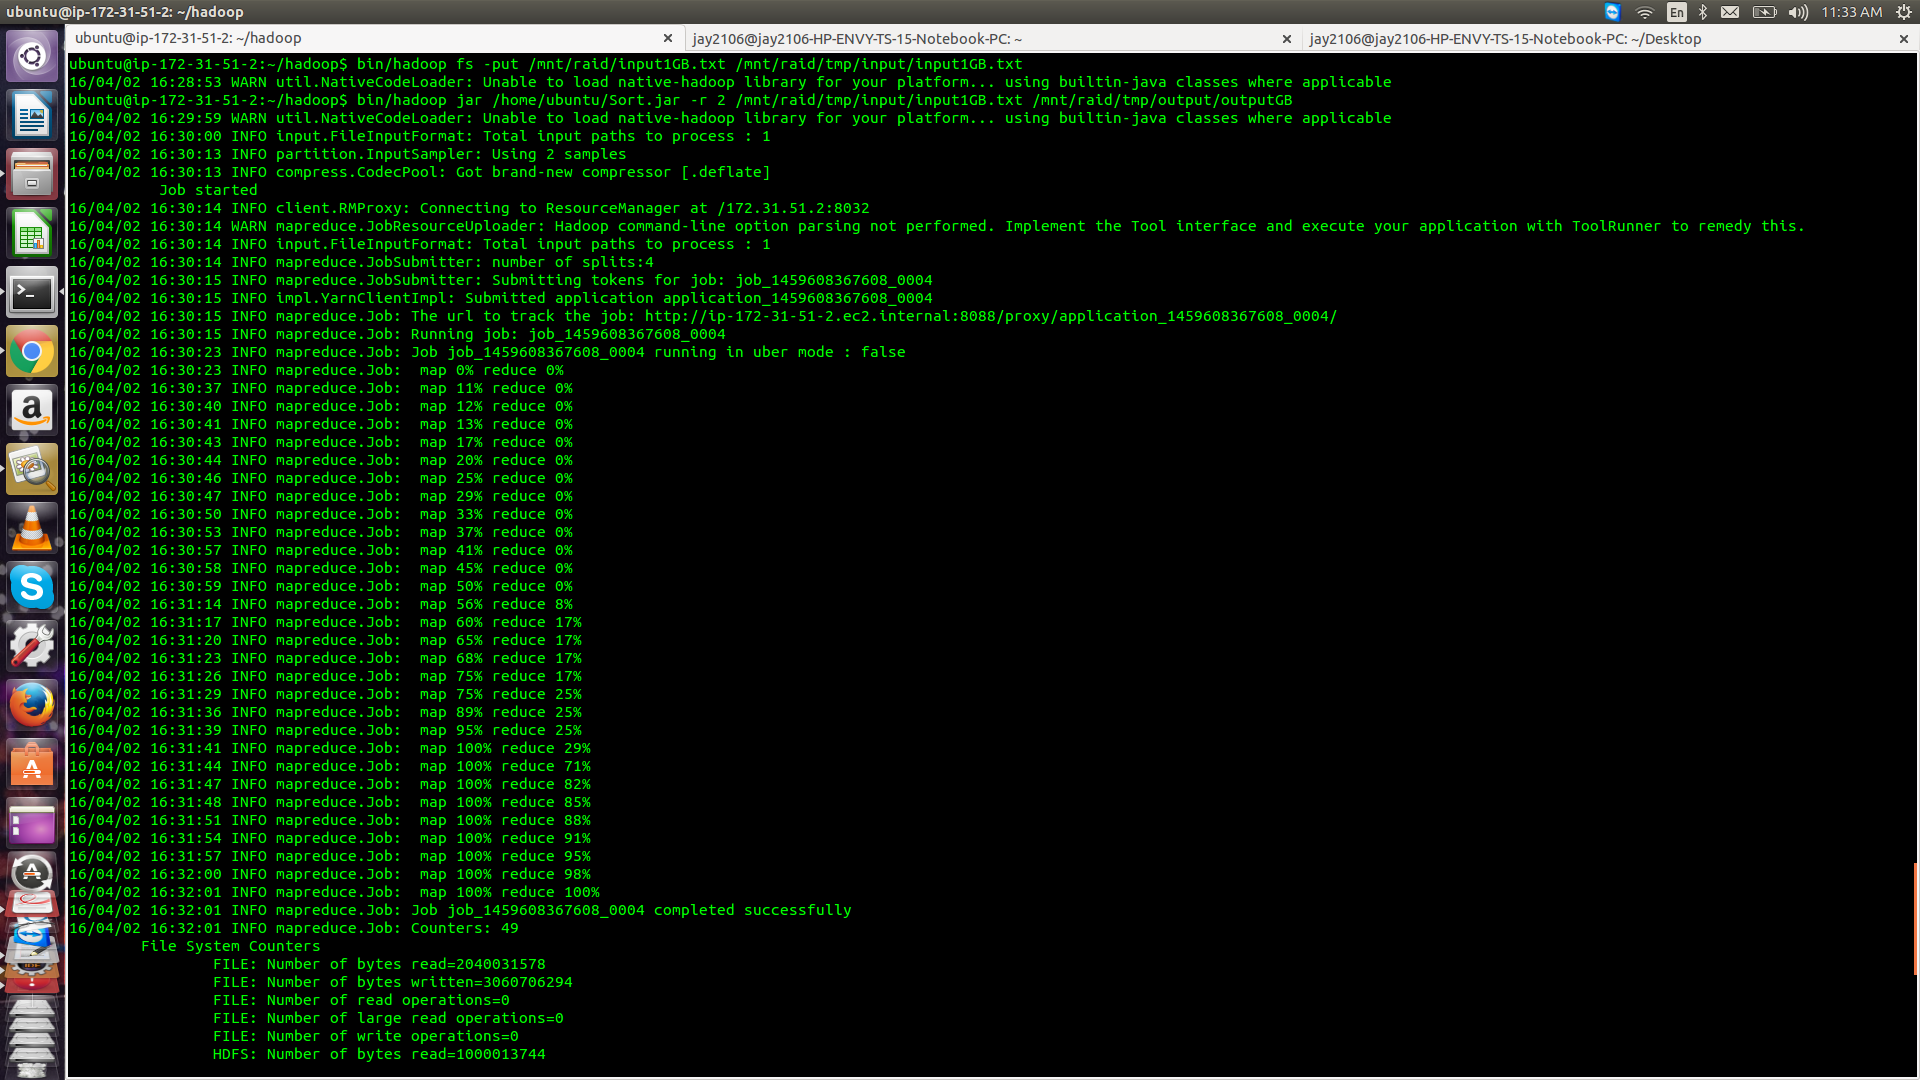 ubuntu@ip-172-31-51-2: ~/hadoop
En
11:33 AM
ubuntu@ip-172-31-51-2: ~/hadoop
jay2106@jay2106-HP-ENVY-TS-15-Notebook-PC: ~
jay2106@jay2106-HP-ENVY-TS-15-Notebook-PC: ~/Desktop
ubuntu@ip-172-31-51-2:~/hadoop$ bin/hadoop fs -put /mnt/raid/input1GB.txt /mnt/raid/tmp/input/input1GB.txt
16/04/02 16:28:53 WARN util.NativeCodeLoader: Unable to load native-hadoop library for your platform... using builtin-java classes where applicable
ubuntu@ip-172-31-51-2:~/hadoop$ bin/hadoop jar /home/ubuntu/Sort.jar -r 2 /mnt/raid/tmp/input/input1GB.txt /mnt/raid/tmp/output/outputGB
16/04/02 16:29:59 WARN util.NativeCodeLoader: Unable to load native-hadoop library for your platform... using builtin-java classes where applicable
16/04/02 16:30:00 INFO input.FileInputFormat: Total input paths to process : 1
16/04/02 16:30:13 INFO partition.InputSampler: Using 2 samples
16/04/02 16:30:13 INFO compress.CodecPool: Got brand-new compressor [.deflate]
Job started
16/04/02 16:30:14 INFO client.RMProxy: Connecting to ResourceManager at /172.31.51.2:8032
16/04/02 16:30:14 WARN mapreduce.JobResourceUploader: Hadoop command-line option parsing not performed. Implement the Tool interface and execute your application with ToolRunner to remedy this.
16/04/02 16:30:14 INFO input.FileInputFormat: Total input paths to process : 1
16/04/02 16:30:14 INFO mapreduce.JobSubmitter: number of splits:4
16/04/02 16:30:15 INFO mapreduce.JobSubmitter: Submitting tokens for job: job_1459608367608_0004
16/04/02 16:30:15 INFO impl.YarnClientImpl: Submitted application application_1459608367608_0004
16/04/02 16:30:15 INFO mapreduce.Job: The url to track the job: http://ip-172-31-51-2.ec2.internal:8088/proxy/application_1459608367608_0004/
16/04/02 16:30:15 INFO mapreduce.Job: Running job: job_1459608367608_0004
16/04/02 16:30:23 INFO mapreduce.Job: Job job_1459608367608_0004 running in uber mode : false
16/04/02 16:30:23 INFO mapreduce.Job:  map 0% reduce 0%
16/04/02 16:30:37 INFO mapreduce.Job:  map 11% reduce 0%
16/04/02 16:30:40 INFO mapreduce.Job:  map 12% reduce 0%
16/04/02 16:30:41 INFO mapreduce.Job:  map 13% reduce 0%
16/04/02 16:30:43 INFO mapreduce.Job:  map 17% reduce 0%
16/04/02 16:30:44 INFO mapreduce.Job:  map 20% reduce 0%
16/04/02 16:30:46 INFO mapreduce.Job:  map 25% reduce 0%
16/04/02 16:30:47 INFO mapreduce.Job:  map 29% reduce 0%
16/04/02 16:30:50 INFO mapreduce.Job:  map 33% reduce 0%
16/04/02 16:30:53 INFO mapreduce.Job:  map 37% reduce 0%
16/04/02 16:30:57 INFO mapreduce.Job:  map 41% reduce 0%
16/04/02 16:30:58 INFO mapreduce.Job:  map 45% reduce 0%
16/04/02 16:30:59 INFO mapreduce.Job:  map 50% reduce 0%
16/04/02 16:31:14 INFO mapreduce.Job:  map 56% reduce 8%
16/04/02 16:31:17 INFO mapreduce.Job:  map 60% reduce 17%
16/04/02 16:31:20 INFO mapreduce.Job:  map 65% reduce 17%
16/04/02 16:31:23 INFO mapreduce.Job:  map 68% reduce 17%
16/04/02 16:31:26 INFO mapreduce.Job:  map 75% reduce 17%
16/04/02 16:31:29 INFO mapreduce.Job:  map 75% reduce 25%
16/04/02 16:31:36 INFO mapreduce.Job:  map 89% reduce 25%
16/04/02 16:31:39 INFO mapreduce.Job:  map 95% reduce 25%
16/04/02 16:31:41 INFO mapreduce.Job:  map 100% reduce 29%
16/04/02 16:31:44 INFO mapreduce.Job:  map 100% reduce 71%
16/04/02 16:31:47 INFO mapreduce.Job:  map 100% reduce 82%
16/04/02 16:31:48 INFO mapreduce.Job:  map 100% reduce 85%
16/04/02 16:31:51 INFO mapreduce.Job:  map 100% reduce 88%
16/04/02 16:31:54 INFO mapreduce.Job:  map 100% reduce 91%
16/04/02 16:31:57 INFO mapreduce.Job:  map 100% reduce 95%
16/04/02 16:32:00 INFO mapreduce.Job:  map 100% reduce 98%
16/04/02 16:32:01 INFO mapreduce.Job:  map 100% reduce 100%
16/04/02 16:32:01 INFO mapreduce.Job: Job job_1459608367608_0004 completed successfully
16/04/02 16:32:01 INFO mapreduce.Job: Counters: 49
File System Counters
FILE: Number of bytes read=2040031578
FILE: Number of bytes written=3060706294
FILE: Number of read operations=0
FILE: Number of large read operations=0
FILE: Number of write operations=0
HDFS: Number of bytes read=1000013744